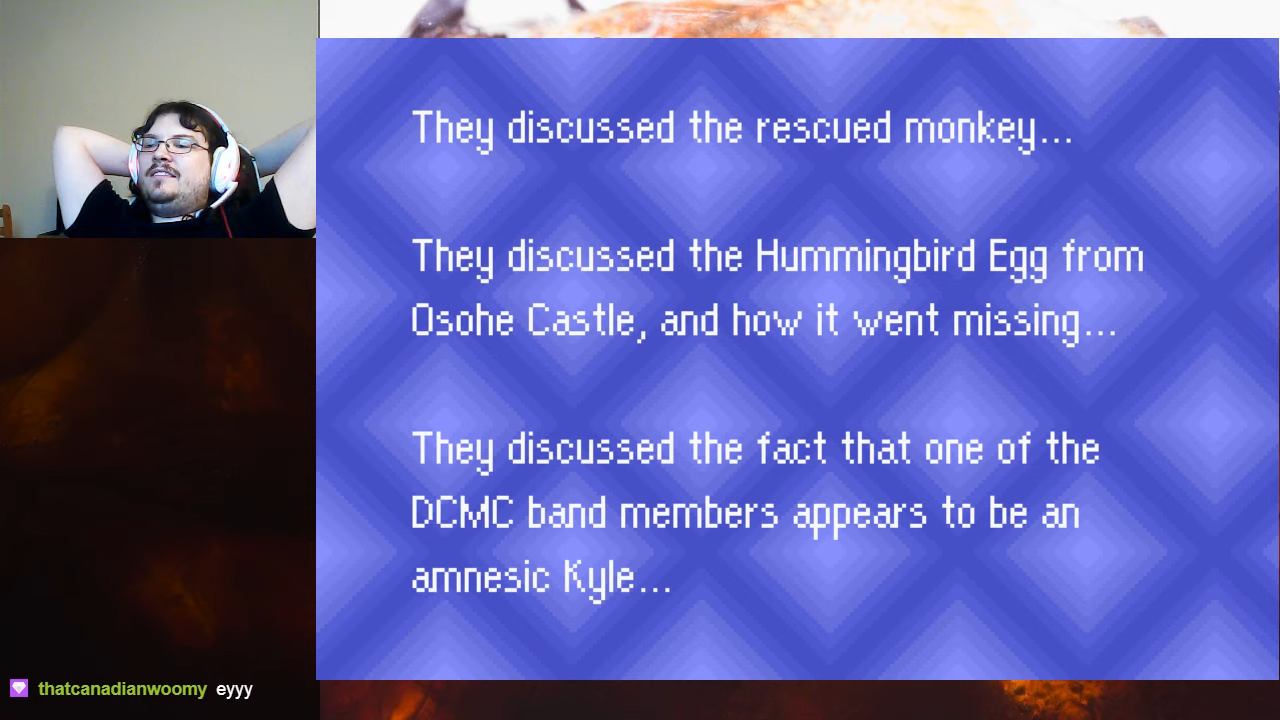 They discussed the rescued monkey...
They discussed the Hummingbird Egg from
Osohe Castle, and how it went missing...
They discussed the fact that one of the
DCMC band members appears to be an
amnesic Kyle...
thatcanadianwoomy eyyy